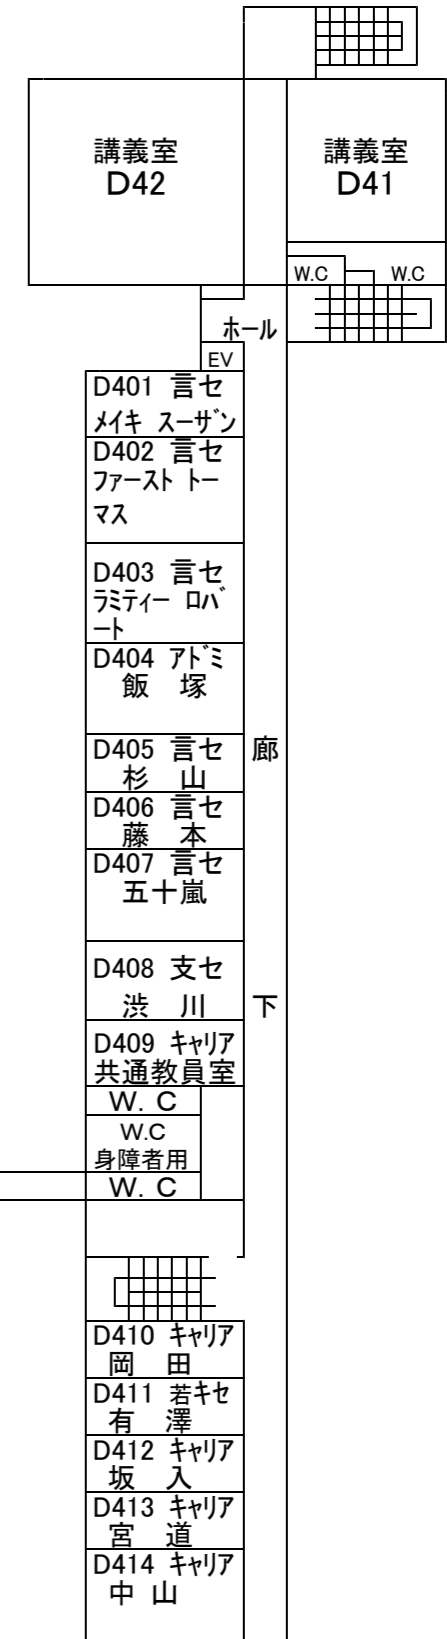 講義室
D42
講義室
D41
W.C
W.C
ホール
EV
D401 言セ
メイキ スーザン
D402 言セ
ファースト トー
マス
D403 言セ
ラミティー ロバ
ート
D404 アドミ
飯 塚
D405 言セ
杉 山
D406 言セ
藤 本
D407 言セ
五十嵐
廊
下
D408 支セ
渋 川
D409 キャリア
共通教員室
W. C
W.C
身障者用
W. C
D410 キャリア
岡 田
D411 若キセ
有 澤
D412 キャリア
坂 入
D413 キャリア
宮 道
D414 キャリア
中 山